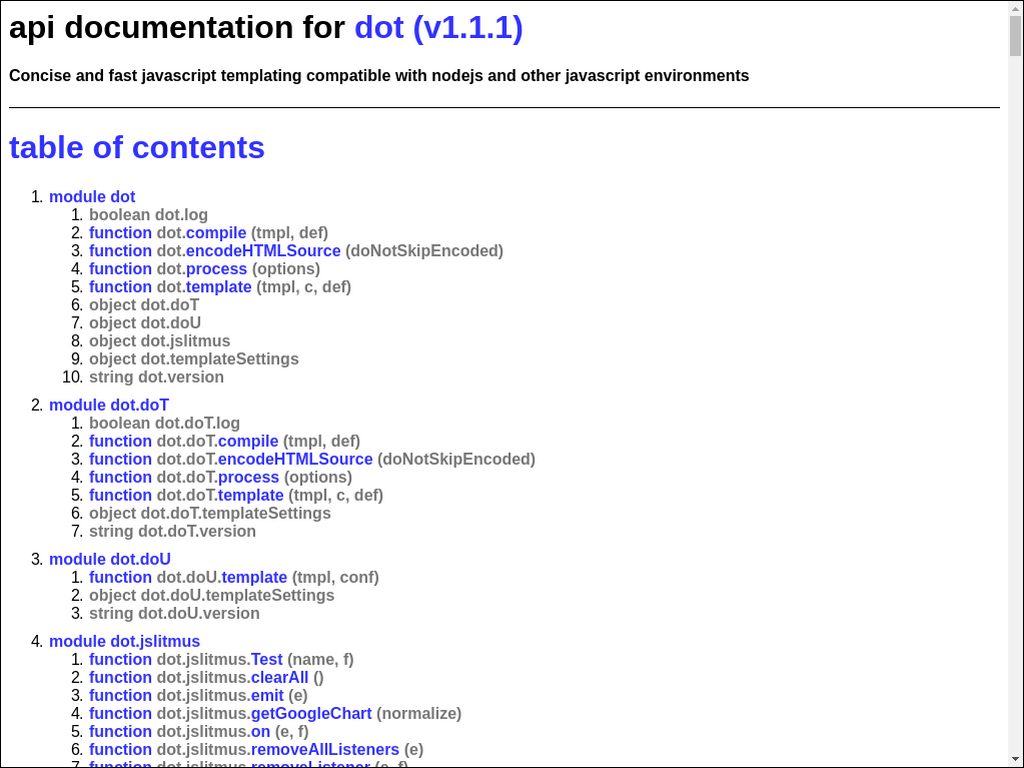 api documentation for dot (v1.1.1)
Concise and fast javascript templating compatible with nodejs and other javascript environments
table of contents
1. module dot
1. boolean dot.log
2. function dot.compile (tmpl, def)
3. function dot.encodeHTMLSource (doNotSkipEncoded)
4. function dot.process (options)
5. function dot.template (tmpl, c, def)
6. object dot.doT
7. object dot.doU
8. object dot.jslitmus
9. object dot.templateSettings
10. string dot.version
2. module dot.doT
1. boolean dot.doT.log
2. function dot.doT.compile (tmpl, def)
3. function dot.doT.encodeHTMLSource (doNotSkipEncoded)
4. function dot.doT.process (options)
5. function dot.doT.template (tmpl, c, def)
6. object dot.doT.templateSettings
7. string dot.doT.version
3. module dot.doU
1. function dot.doU.template (tmpl, conf)
2. object dot.doU.templateSettings
3. string dot.doU.version
4. module dot.jslitmus
1. function dot.jslitmus.Test (name, f)
2. function dot.jslitmus.clearAll ()
3. function dot.jslitmus.emit (e)
4. function dot.jslitmus.getGoogleChart (normalize)
5. function dot.jslitmus.on (e, f)
6. function dot.jslitmus.removeAllListeners (e)
7. function dot.jslitmus.removeListener (e, f)